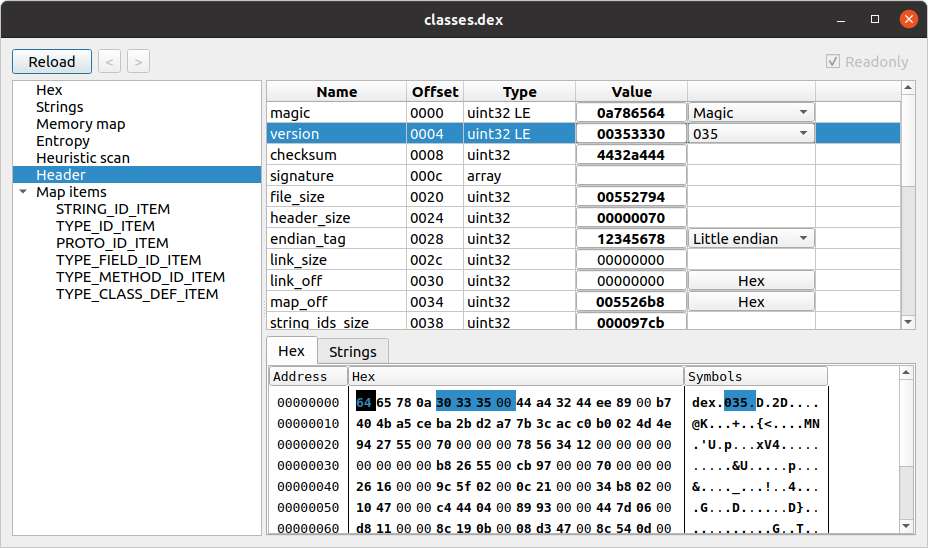 classes.dex
Reload < > Readonly
Hex
Strings
Memory map
Entropy
Heuristic scan
Header
Map items
STRING_ID_ITEM
TYPE_ID_ITEM
PROTO_ID_ITEM
TYPE_FIELD_ID_ITEM
TYPE_METHOD_ID_ITEM
TYPE_CLASS_DEF_ITEM
Name Offset Type Value
magic 0000 uint32 LE 0a786564 Magic
version 0004 uint32 LE 00353330 035
checksum 0008 uint32 4432a444
signature 000c array
file_size 0020 uint32 00552794
header_size 0024 uint32 00000070
endian_tag 0028 uint32 12345678 Little endian
link_size 002c uint32 00000000
link_off 0030 uint32 00000000 Hex
map_off 0034 uint32 005526b8 Hex
string_ids_size 0038 uint32 000097cb
Hex Strings
Address Hex Symbols
00000000 64 65 78 0a 30 33 35 00 44 a4 32 44 ee 89 00 b7 dex.035.D.2D....
00000010 40 4b a5 ce ba 2b d2 a7 7b 3c ac c0 b0 02 4d 4e @K...+..{<....MN
00000020 94 27 55 00 70 00 00 00 78 56 34 12 00 00 00 00 .'U.p...xV4.....
00000030 00 00 00 00 b8 26 55 00 cb 97 00 00 70 00 00 00 .....&U.....p...
00000040 26 16 00 00 9c 5f 02 00 0c 21 00 00 34 b8 02 00 &...._...!..4...
00000050 10 47 00 00 c4 44 04 00 89 93 00 00 44 7d 06 00 .G...D......D}..
00000060 d8 11 00 00 8c 19 0b 00 08 d3 47 00 8c 54 0d 00 ..........G..T..